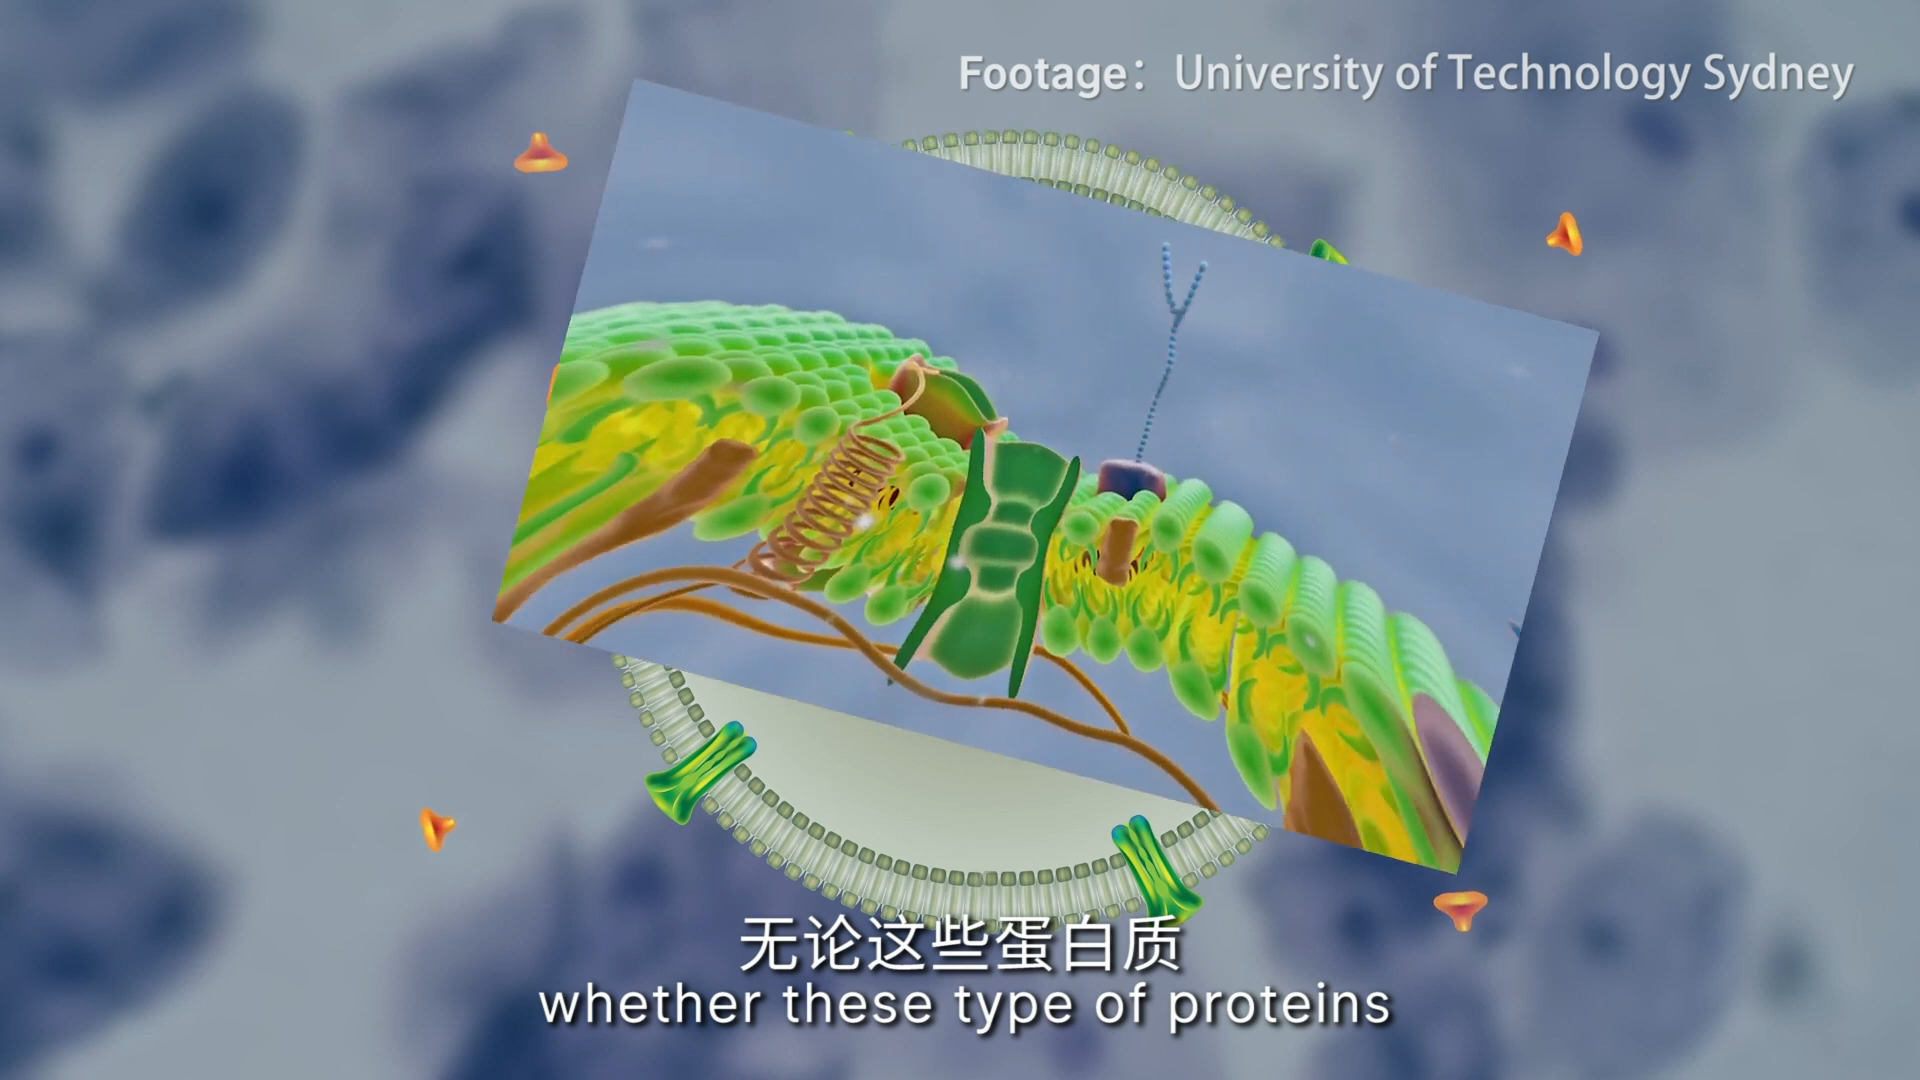 Footage：University of Technology Sydney
无论这些蛋白质
whether these type of proteins